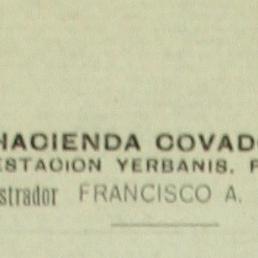 HACIENDA COVAD
ESTACION YERBANIS, F
strador FRANCISCO A.